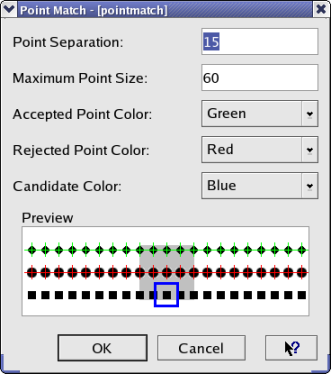 Point Match - [pointmatch]
Point Separation: 15
Maximum Point Size: 60
Accepted Point Color: Green
Rejected Point Color: Red
Candidate Color: Blue
Preview
OK Cancel ?